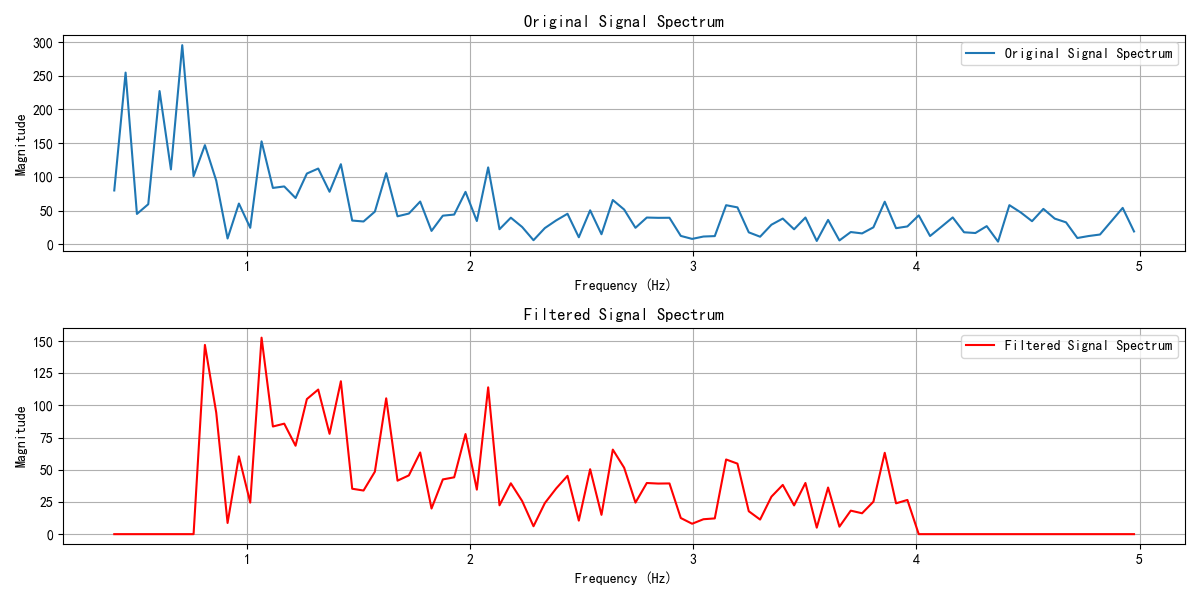 Original Signal Spectrum
300
250
200
150
100
50
0
Magnitude
Original Signal Spectrum
1 2 3 4 5
Frequency (Hz)
Filtered Signal Spectrum
150
125
100
75
50
25
0
Magnitude
Filtered Signal Spectrum
1 2 3 4 5
Frequency (Hz)